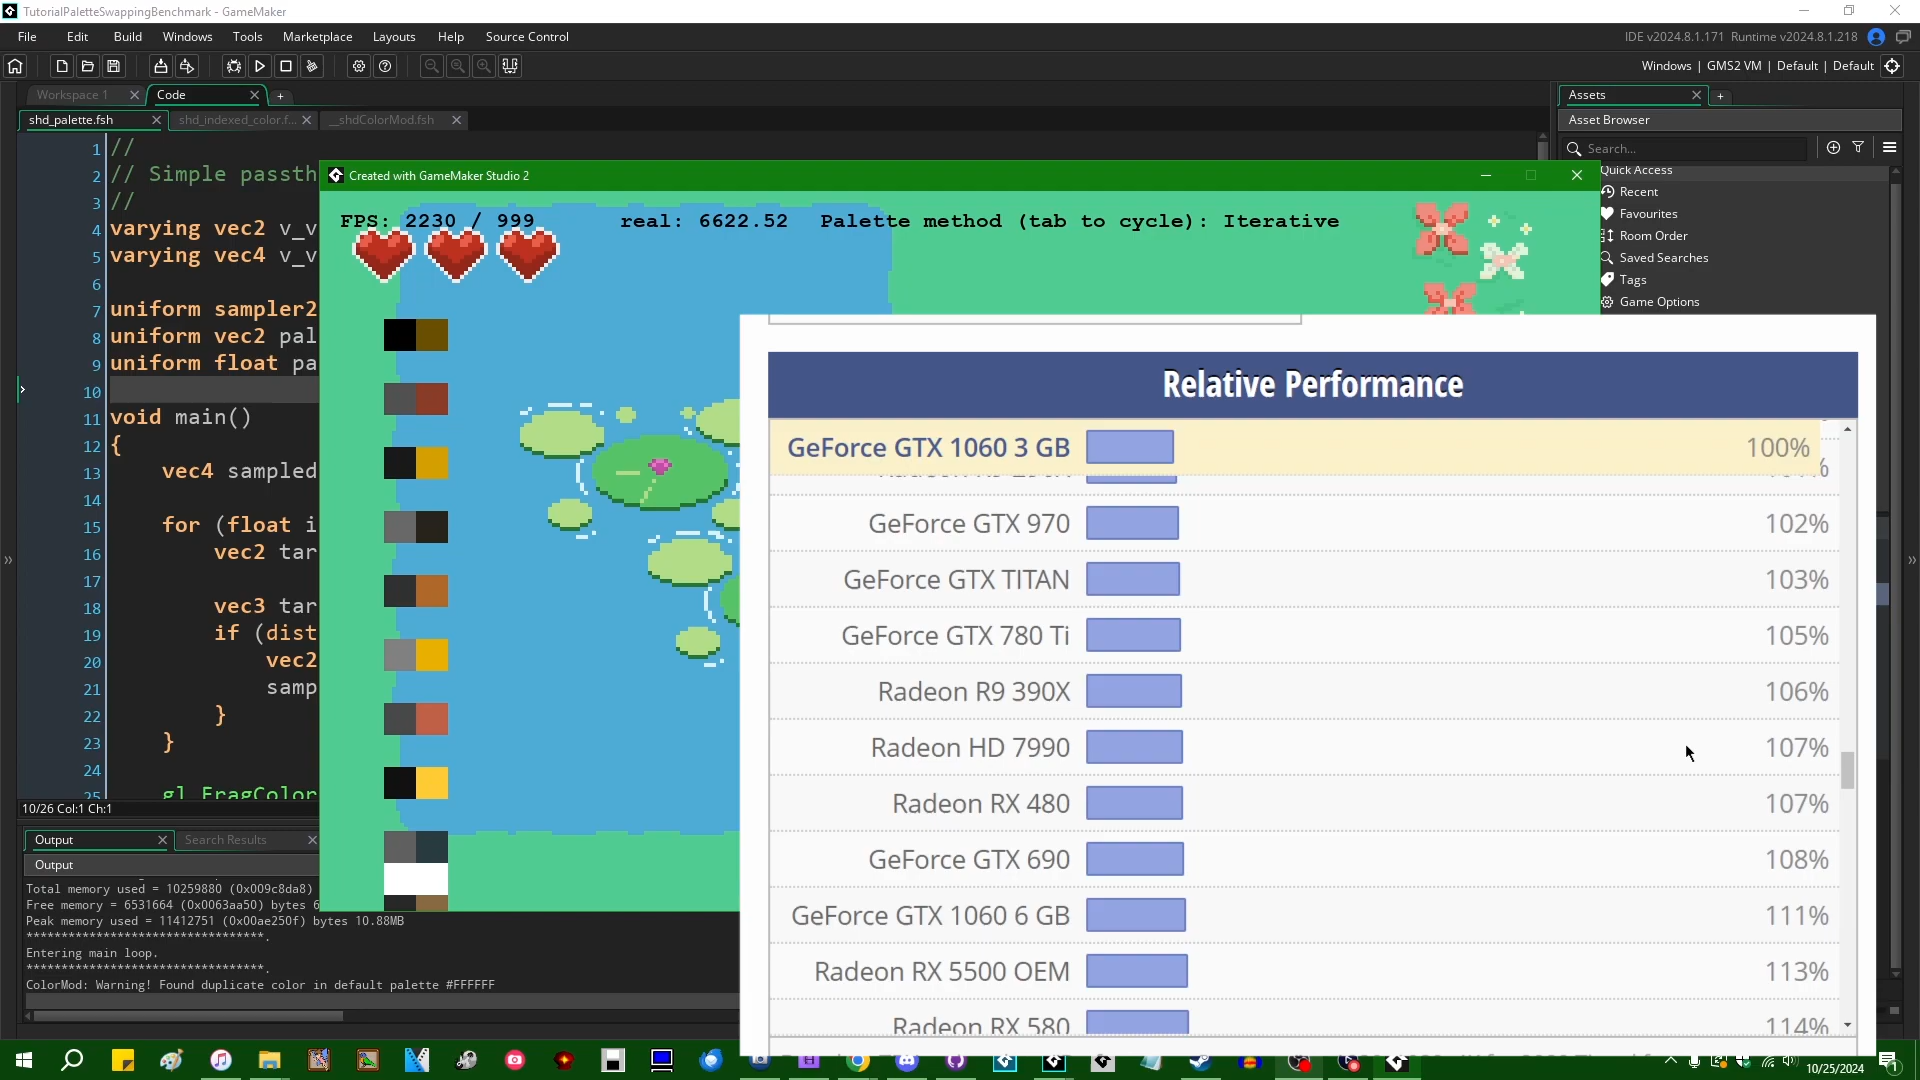 TutorialPaletteSwappingBenchmark - GameMaker
File Edit Build Windows Tools Marketplace Layouts Help Source Control
IDE v2024.8.1.171 Runtime v2024.8.1.218
Windows | GMS2 VM | Default | Default
Workspace 1
Code
shd_palette.fsh
shd_indexed_color.f...
__shdColorMod.fsh
1 //
2 // Simple passth
3 //
4 varying vec2 v_v
5 varying vec4 v_v
6
7 uniform sampler2
8 uniform vec2 pal
9 uniform float pa
10
11 void main()
12 {
13 vec4 sampled
14
15 for (float i
16 vec2 tar
17
18 vec3 tar
19 if (dist
20 vec2
21 samp
22 }
23 }
24
25 gl_FragColor
10/26 Col:1 Ch:1
Created with GameMaker Studio 2
FPS: 2230 / 999 real: 6622.52 Palette method (tab to cycle): Iterative
Relative Performance
GeForce GTX 1060 3 GB 100%
GeForce GTX 970 102%
GeForce GTX TITAN 103%
GeForce GTX 780 Ti 105%
Radeon R9 390X 106%
Radeon HD 7990 107%
Radeon RX 480 107%
GeForce GTX 690 108%
GeForce GTX 1060 6 GB 111%
Radeon RX 5500 OEM 113%
Radeon RX 580 114%
Assets
Asset Browser
Search...
Quick Access
Recent
Favourites
Room Order
Saved Searches
Tags
Game Options
Output
Search Results
Output
Total memory used = 10259880 (0x009c8da8)
Free memory = 6531664 (0x0063aa50) bytes 6
Peak memory used = 11412751 (0x00ae250f) bytes 10.88MB
**********************************.
Entering main loop.
**********************************.
ColorMod: Warning! Found duplicate color in default palette #FFFFFF
10/25/2024
1